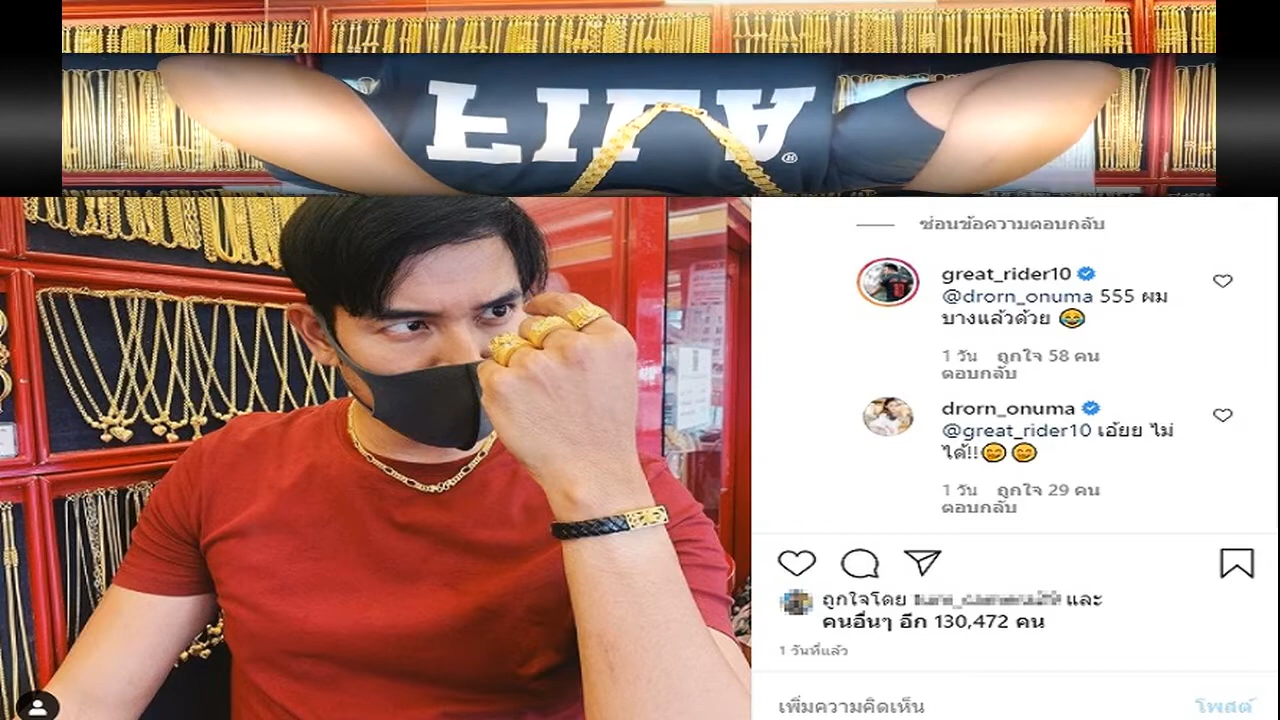 ซ่อนข้อความตอบกลับ
great_rider10
@drorn_onuma 555 ผม
บางแล้วด้วย 😂
1 วัน ถูกใจ 58 คน
ตอบกลับ
drorn_onuma
@great_rider10 เอ้ยย ไม่
ได้!!😁😁
1 วัน ถูกใจ 29 คน
ตอบกลับ
ถูกใจโดย และ
คนอื่นๆ อีก 130,472 คน
1 วันที่แล้ว
เพิ่มความคิดเห็น
โพสต์